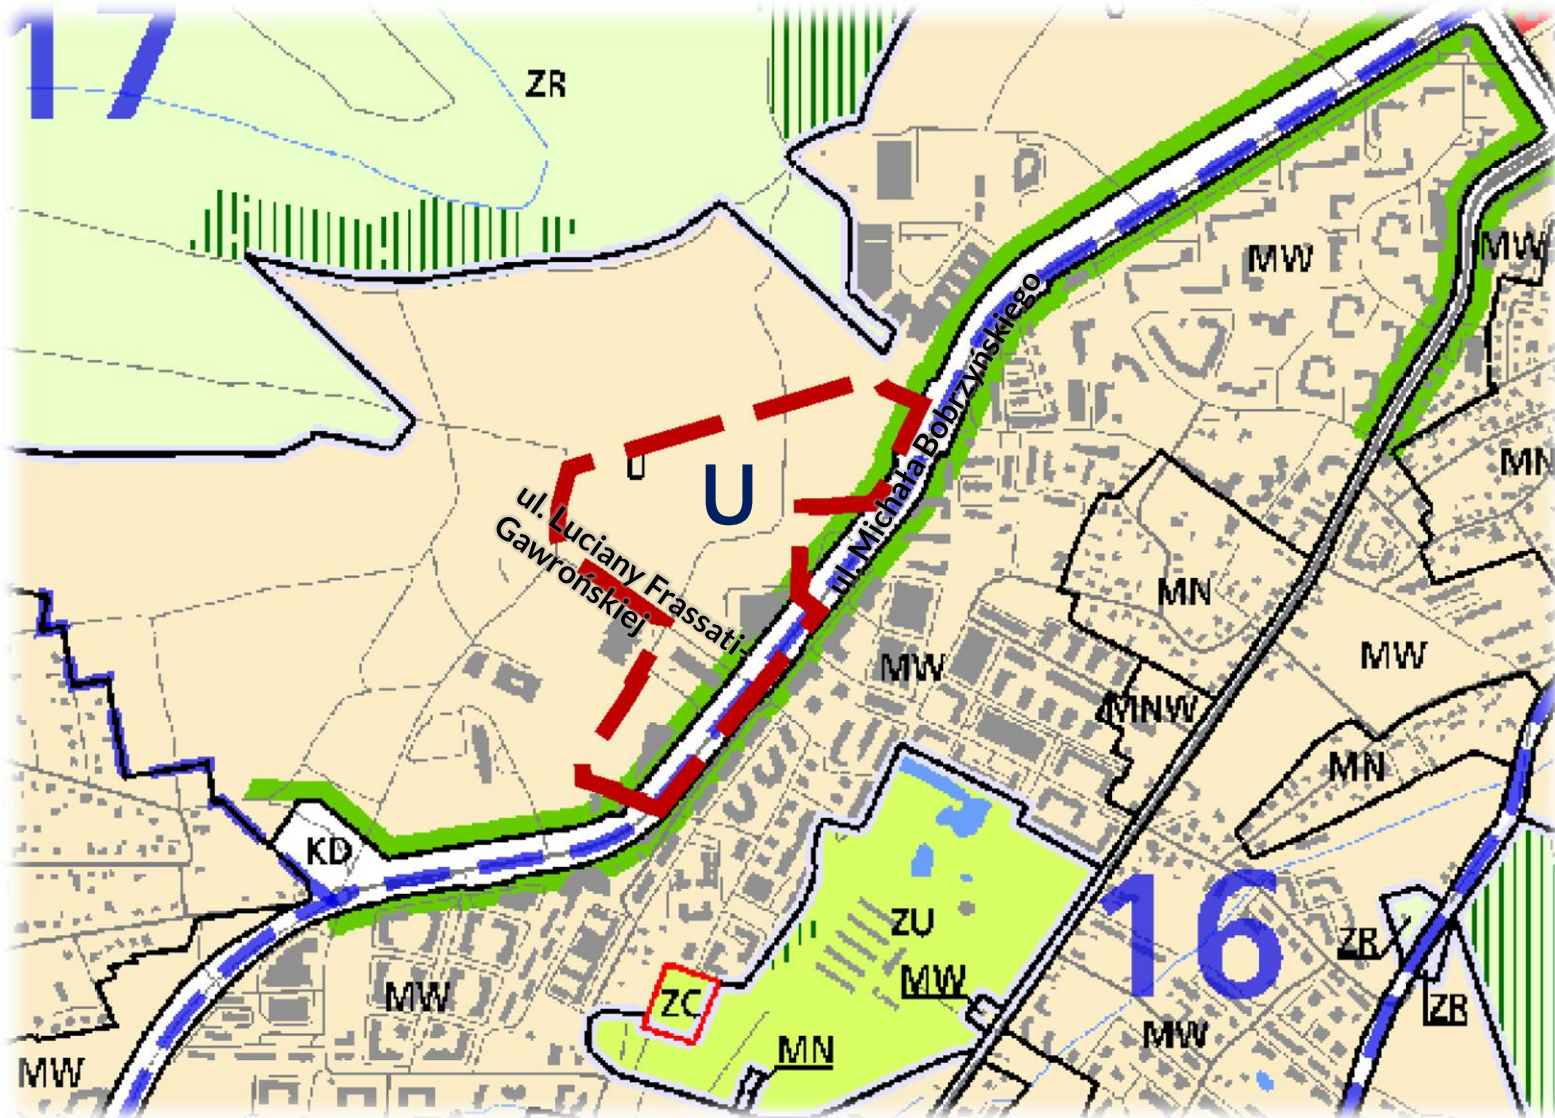 17
ZR
MW
MW
ul. Michała Bobrzyńskiego
MN
U
U
ul. Luciany Frassati-
Gawrońskiej
MN
MW
MW
MNW
MN
KD
16
ZU
ZR
MW
MW
ZC
ZR
MW
MN
MW